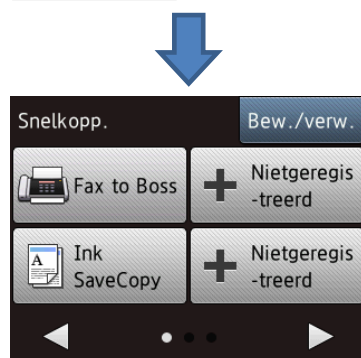 Snelkopp. Bew./verw.
Fax to Boss
Nietgeregis
-treerd
A
Ink
SaveCopy
Nietgeregis
-treerd